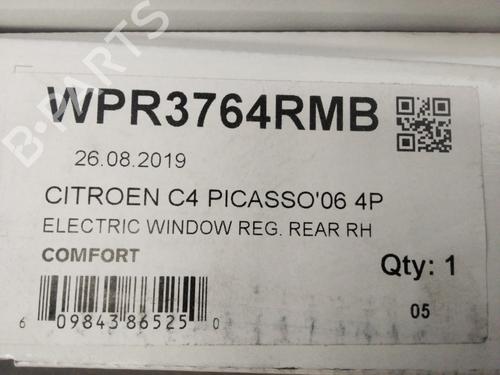 B-PARTS
WPR3764RMB
26.08.2019
CITROEN C4 PICASSO'06 4P
ELECTRIC WINDOW REG. REAR RH
COMFORT
Qty: 1
6 09843 86525 0
05